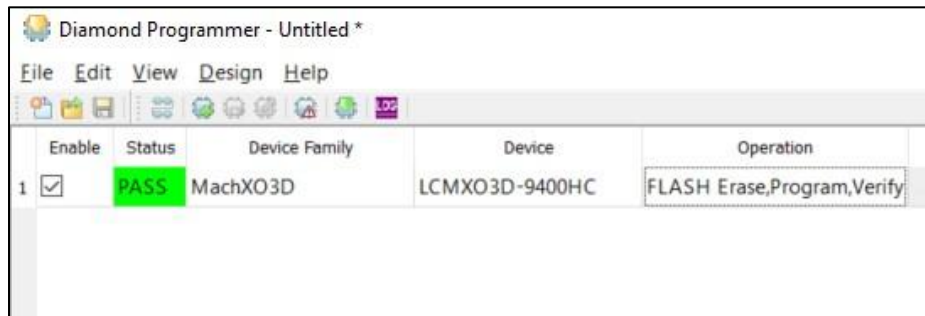 Diamond Programmer - Untitled *
File Edit View Design Help
LOG
Enable Status Device Family Device Operation
1 PASS MachXO3D LCMXO3D-9400HC FLASH Erase,Program,Verify